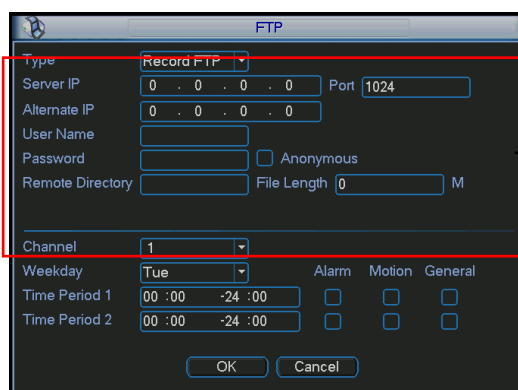 FTP
Type Record FTP
Server IP 0 . 0 . 0 . 0 Port 1024
Alternate IP 0 . 0 . 0 . 0
User Name
Password Anonymous
Remote Directory File Length 0 M
Channel 1
Weekday Tue Alarm Motion General
Time Period 1 00 :00 -24 :00
Time Period 2 00 :00 -24 :00
OK Cancel